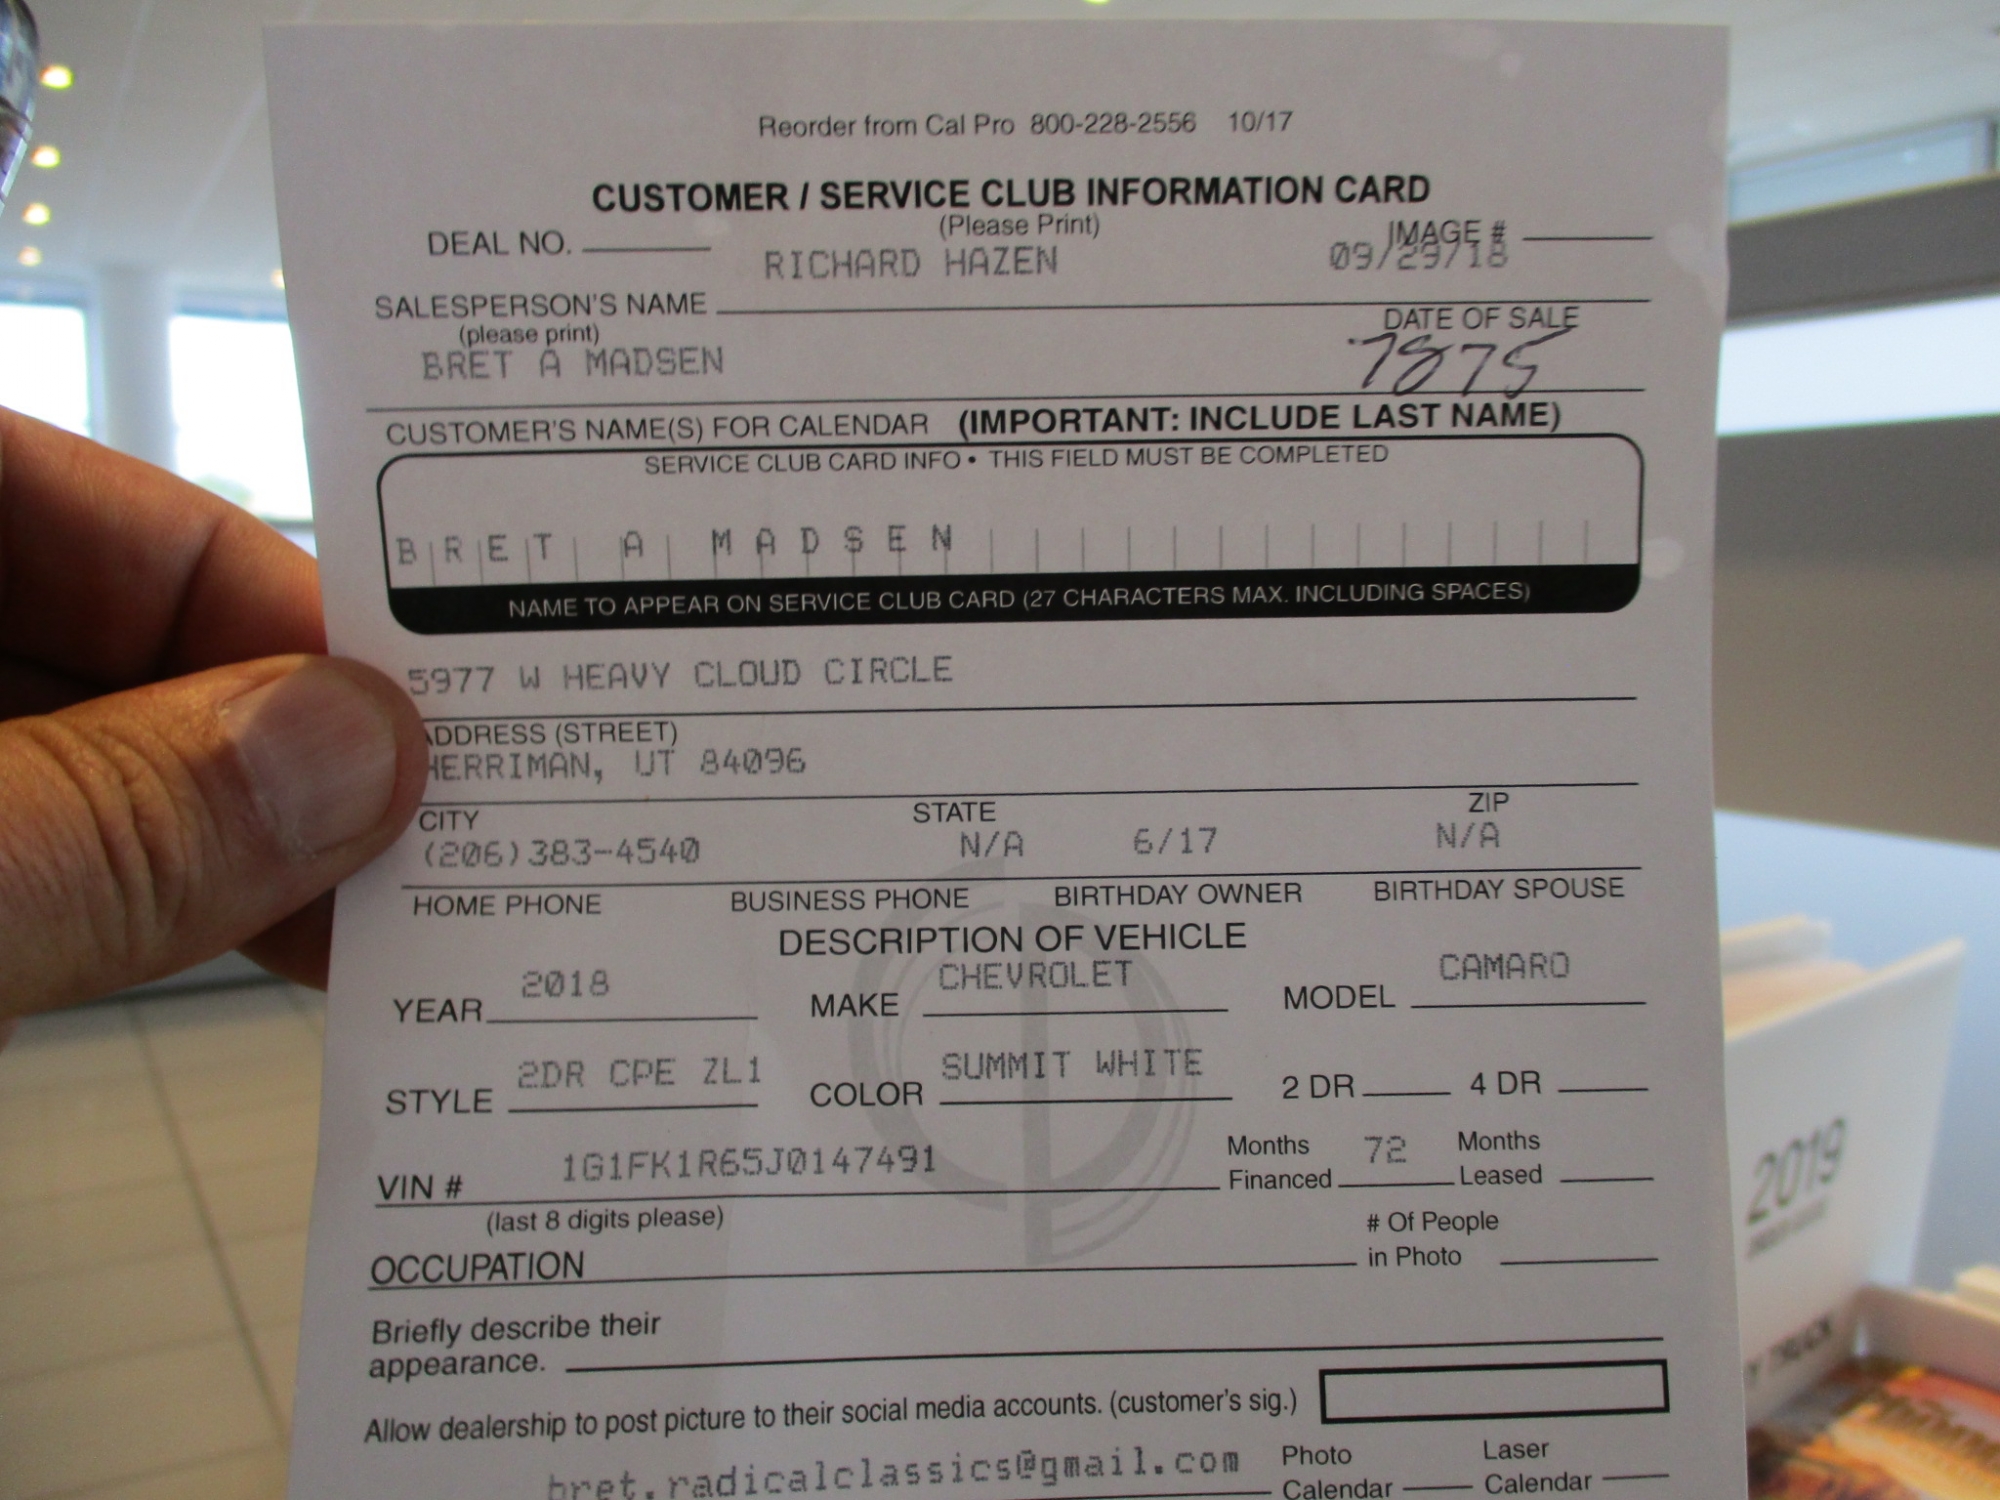 Reorder from Cal Pro 800-228-2556 10/17
CUSTOMER / SERVICE CLUB INFORMATION CARD
(Please Print)
DEAL NO. IMAGE #
RICHARD HAZEN 09/29/18
SALESPERSON'S NAME DATE OF SALE
(please print)
BRET A MADSEN 7875
CUSTOMER'S NAME(S) FOR CALENDAR (IMPORTANT: INCLUDE LAST NAME)
SERVICE CLUB CARD INFO • THIS FIELD MUST BE COMPLETED
BRET A MADSEN
NAME TO APPEAR ON SERVICE CLUB CARD (27 CHARACTERS MAX. INCLUDING SPACES)
5977 W HEAVY CLOUD CIRCLE
ADDRESS (STREET)
HERRIMAN, UT 84096
CITY STATE ZIP
(206)383-4540 N/A 6/17 N/A
HOME PHONE BUSINESS PHONE BIRTHDAY OWNER BIRTHDAY SPOUSE
DESCRIPTION OF VEHICLE
YEAR 2018 MAKE CHEVROLET MODEL CAMARO
STYLE 2DR CPE ZL1 COLOR SUMMIT WHITE 2 DR 4 DR
VIN # 1G1FK1R65J0147491 Months Financed 72 Months Leased
(last 8 digits please)
OCCUPATION # Of People in Photo
Briefly describe their
appearance.
Allow dealership to post picture to their social media accounts. (customer's sig.)
bret.radicalclassics@gmail.com Photo Calendar Laser Calendar
2019
TRUCK